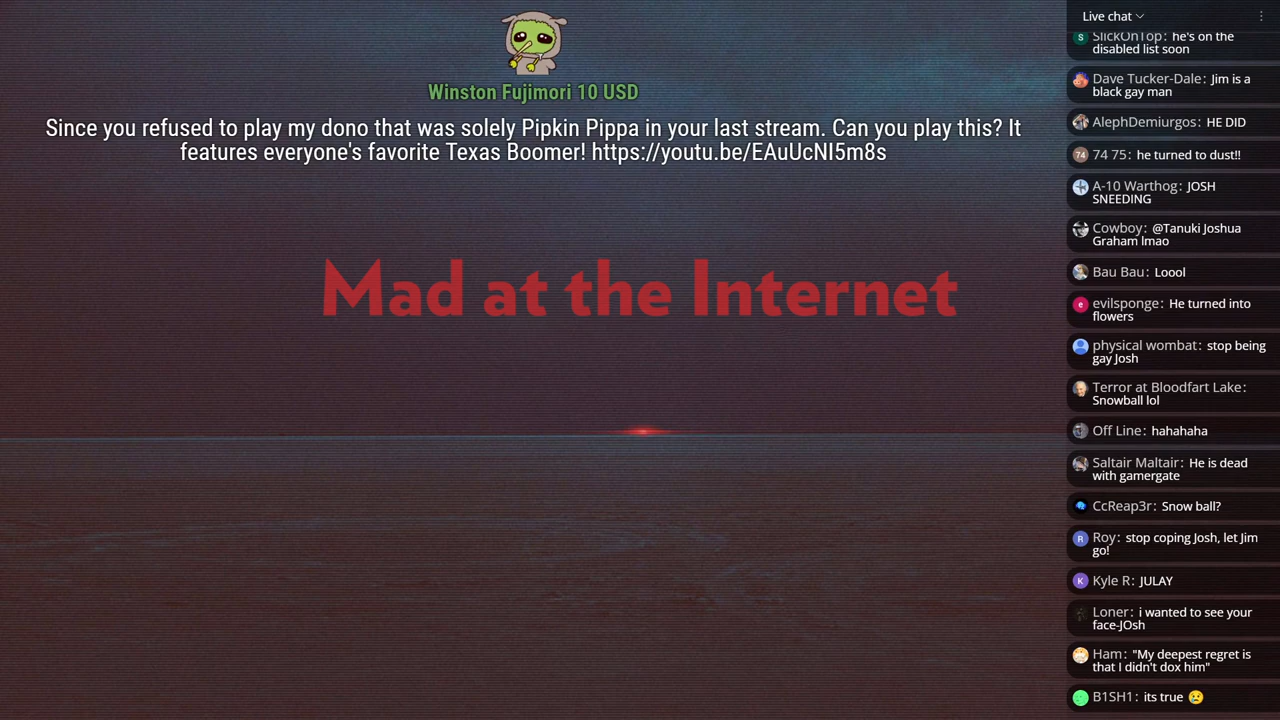 Winston Fujimori 10 USD
Since you refused to play my dono that was solely Pipkin Pippa in your last stream. Can you play this? It
features everyone's favorite Texas Boomer! https://youtu.be/EAuUcNI5m8s
Mad at the Internet
Live chat
SlickOnTop: he's on the
disabled list soon
Dave Tucker-Dale: Jim is a
black gay man
AlephDemiurgos: HE DID
74 75: he turned to dust!!
A-10 Warthog: JOSH
SNEEDING
Cowboy: @Tanuki Joshua
Graham lmao
Bau Bau: Loool
evilsponge: He turned into
flowers
physical wombat: stop being
gay Josh
Terror at Bloodfart Lake:
Snowball lol
Off Line: hahahaha
Saltair Maltair: He is dead
with gamergate
CcReap3r: Snow ball?
Roy: stop coping Josh, let Jim
go!
Kyle R: JULAY
Loner: i wanted to see your
face-JOsh
Ham: "My deepest regret is
that I didn't dox him"
B1SH1: its true 😢